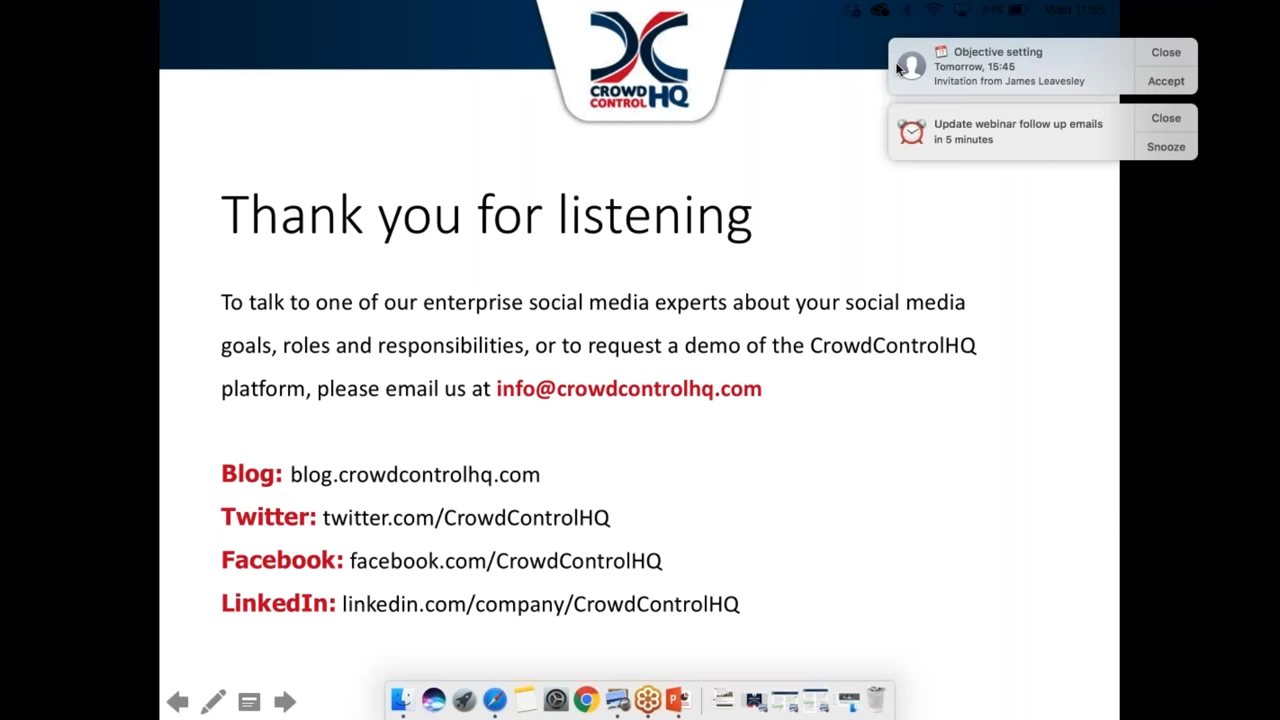 94% Wed 11:55
CROWD
CONTROL HQ
Objective setting
Tomorrow, 15:45
Invitation from James Leavesley
Close
Accept
Update webinar follow up emails
in 5 minutes
Close
Snooze
Thank you for listening
To talk to one of our enterprise social media experts about your social media
goals, roles and responsibilities, or to request a demo of the CrowdControlHQ
platform, please email us at info@crowdcontrolhq.com
Blog: blog.crowdcontrolhq.com
Twitter: twitter.com/CrowdControlHQ
Facebook: facebook.com/CrowdControlHQ
LinkedIn: linkedin.com/company/CrowdControlHQ